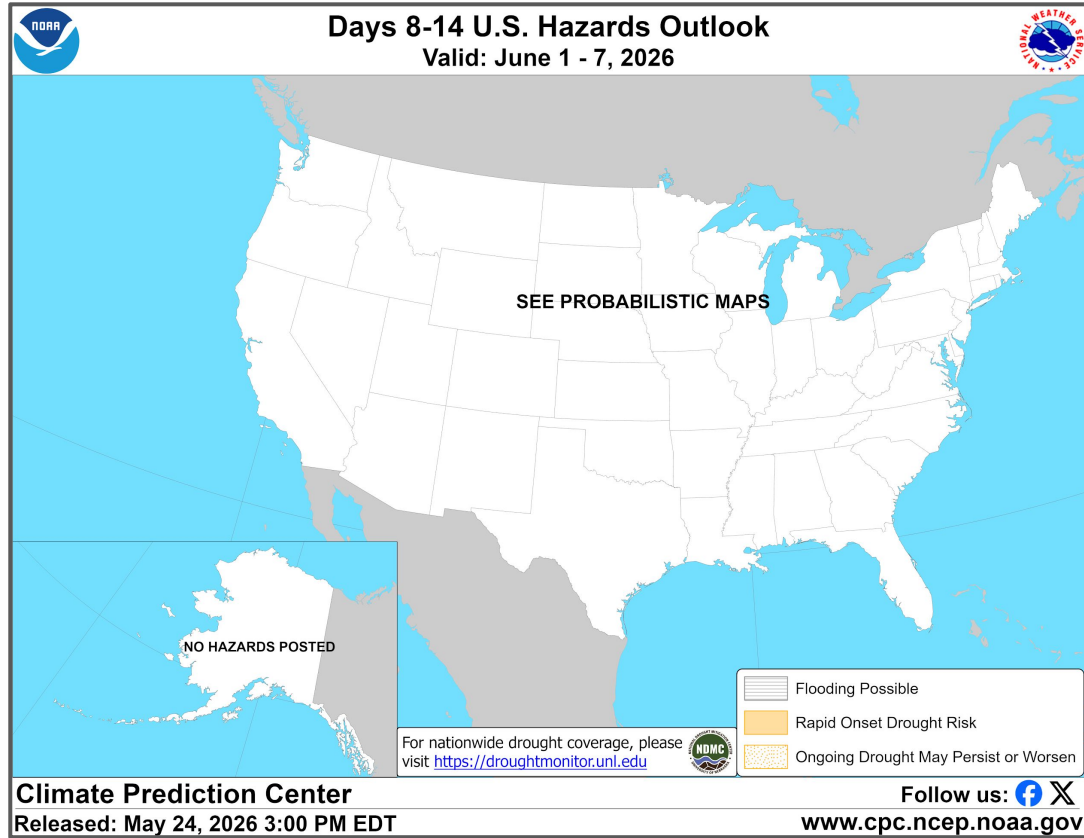 NOAA
Days 8-14 U.S. Hazards Outlook
Valid: June 1 - 7, 2026
NATIONAL WEATHER SERVICE
SEE PROBABILISTIC MAPS
NO HAZARDS POSTED
For nationwide drought coverage, please
visit https://droughtmonitor.unl.edu
NDMC
Flooding Possible
Rapid Onset Drought Risk
Ongoing Drought May Persist or Worsen
Climate Prediction Center
Released: May 24, 2026 3:00 PM EDT
Follow us:
www.cpc.ncep.noaa.gov